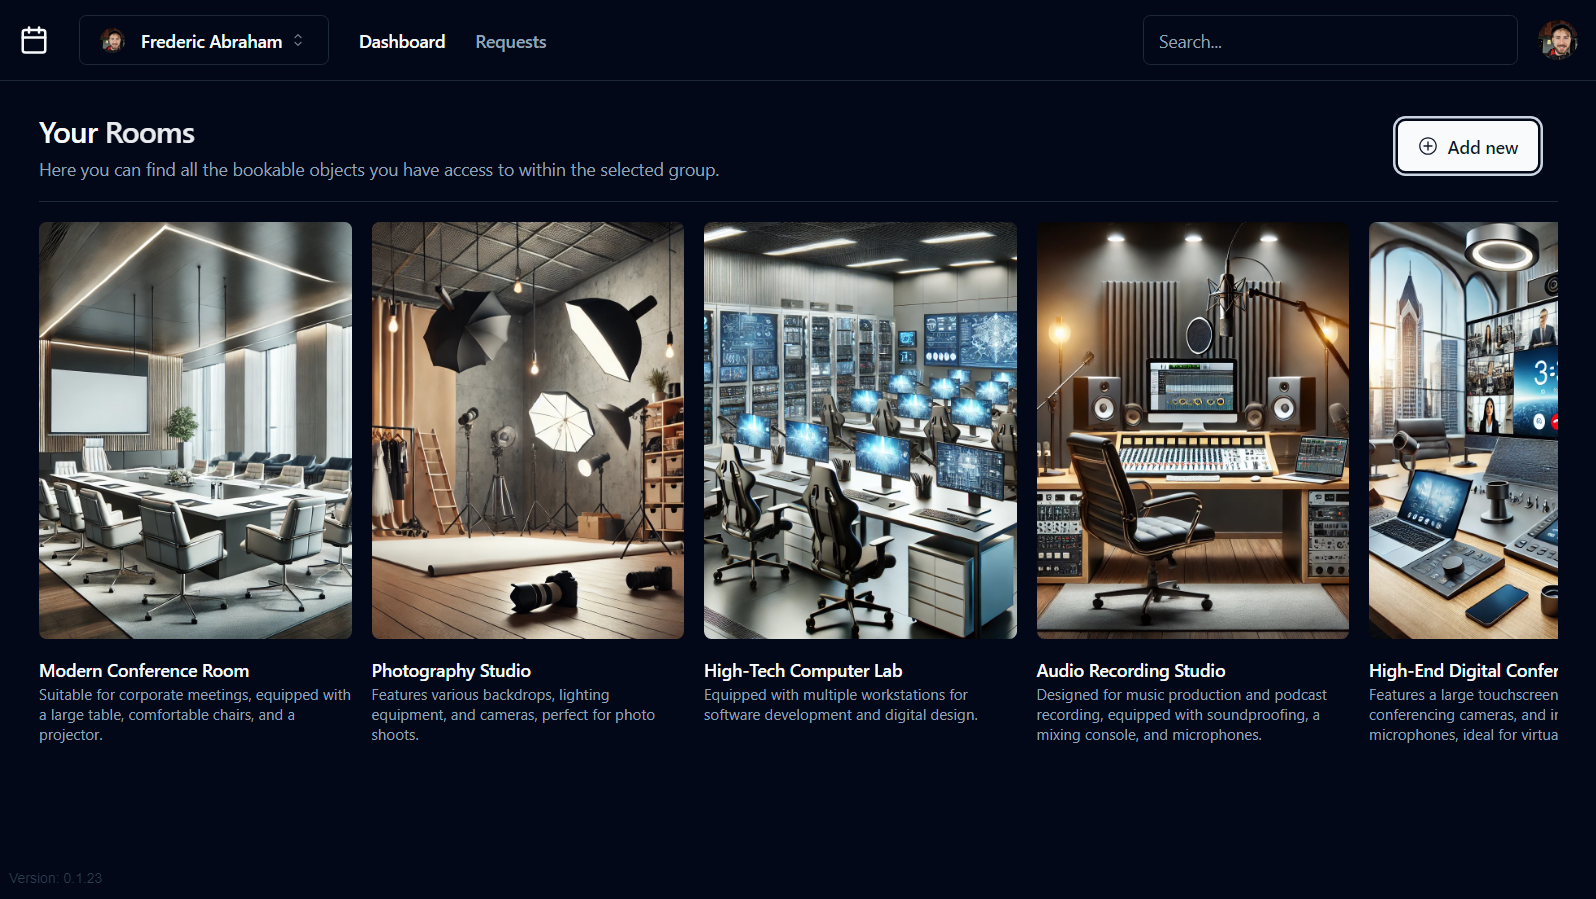 Frederic Abraham
Dashboard
Requests
Search...
Your Rooms
Here you can find all the bookable objects you have access to within the selected group.
Add new
3:
Modern Conference Room
Suitable for corporate meetings, equipped with
a large table, comfortable chairs, and a
projector.
Photography Studio
Features various backdrops, lighting
equipment, and cameras, perfect for photo
shoots.
High-Tech Computer Lab
Equipped with multiple workstations for
software development and digital design.
Audio Recording Studio
Designed for music production and podcast
recording, equipped with soundproofing, a
mixing console, and microphones.
High-End Digital Confer
Features a large touchscreen
conferencing cameras, and ir
microphones, ideal for virtua
Version: 0.1.23